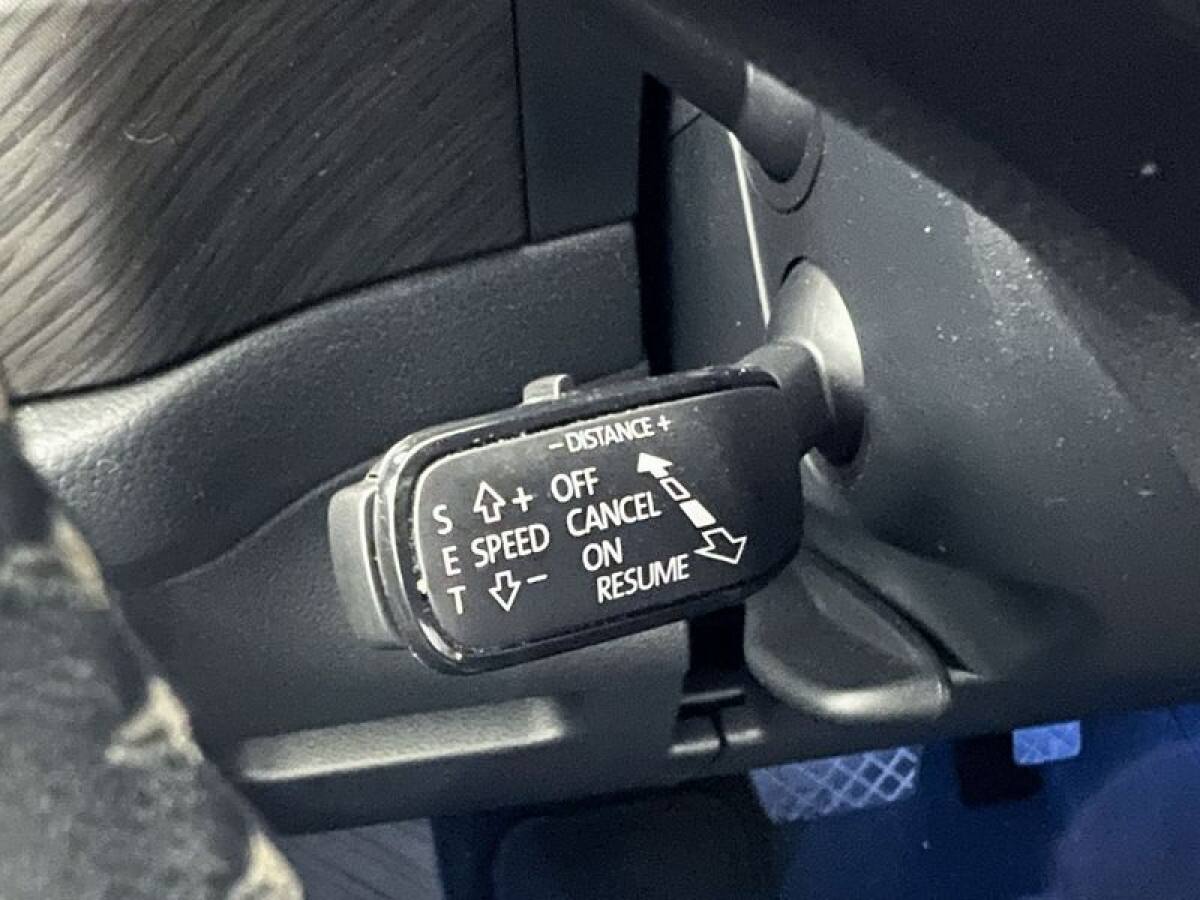 - DISTANCE +
S + OFF
E SPEED CANCEL
T - ON
RESUME